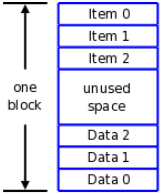 Item 0
Item 1
Item 2
one
block
unused
space
Data 2
Data 1
Data 0